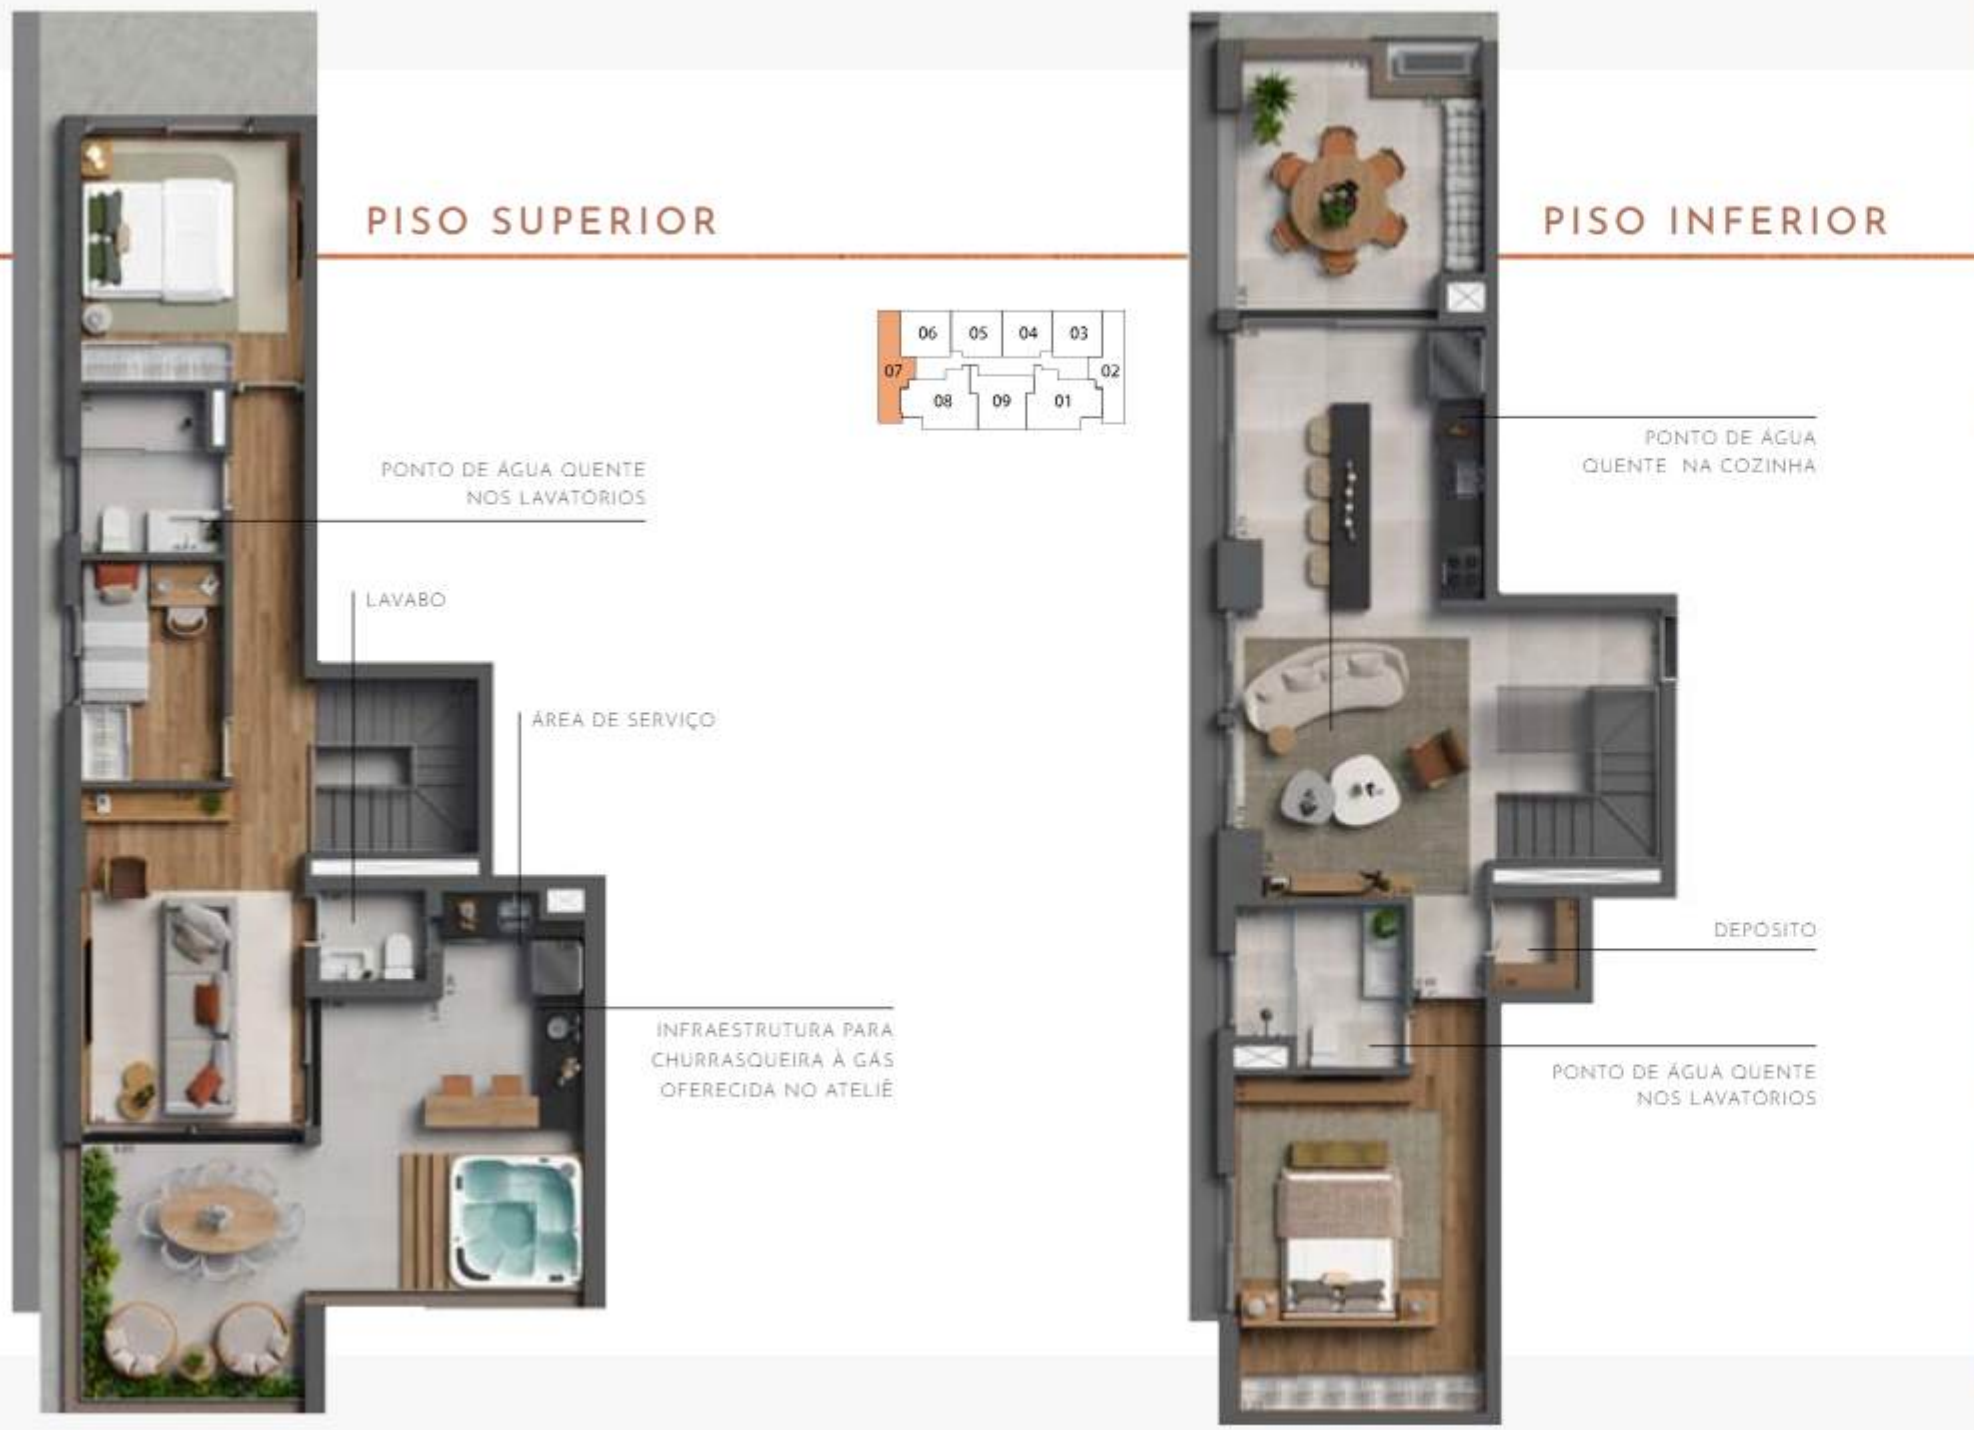 PISO SUPERIOR
PISO INFERIOR
06 05 04 03
07
02
08 09 01
PONTO DE ÁGUA QUENTE
NOS LAVATÓRIOS
LAVABO
ÁREA DE SERVIÇO
INFRAESTRUTURA PARA
CHURRASQUEIRA À GÁS
OFERECIDA NO ATELIÊ
PONTO DE ÁGUA
QUENTE NA COZINHA
DEPÓSITO
PONTO DE ÁGUA QUENTE
NOS LAVATÓRIOS